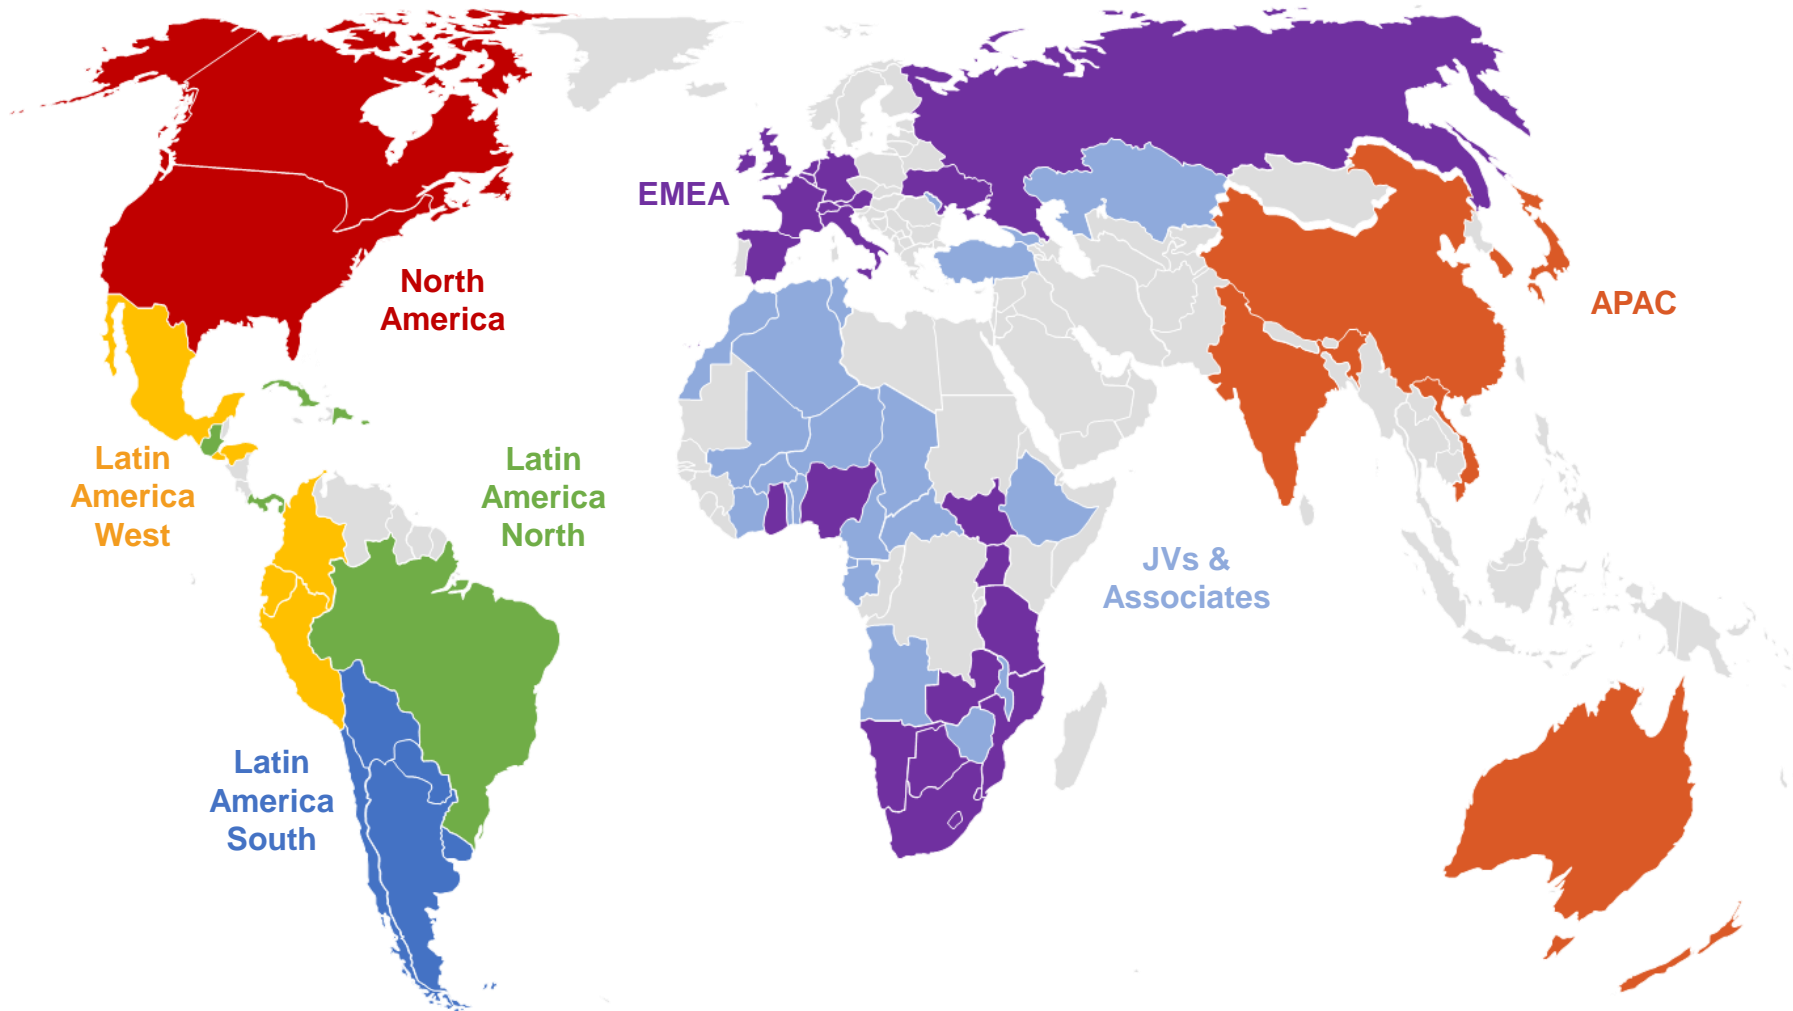 EMEA
North
America
APAC
Latin
America
West
Latin
America
North
JVs &
Associates
Latin
America
South